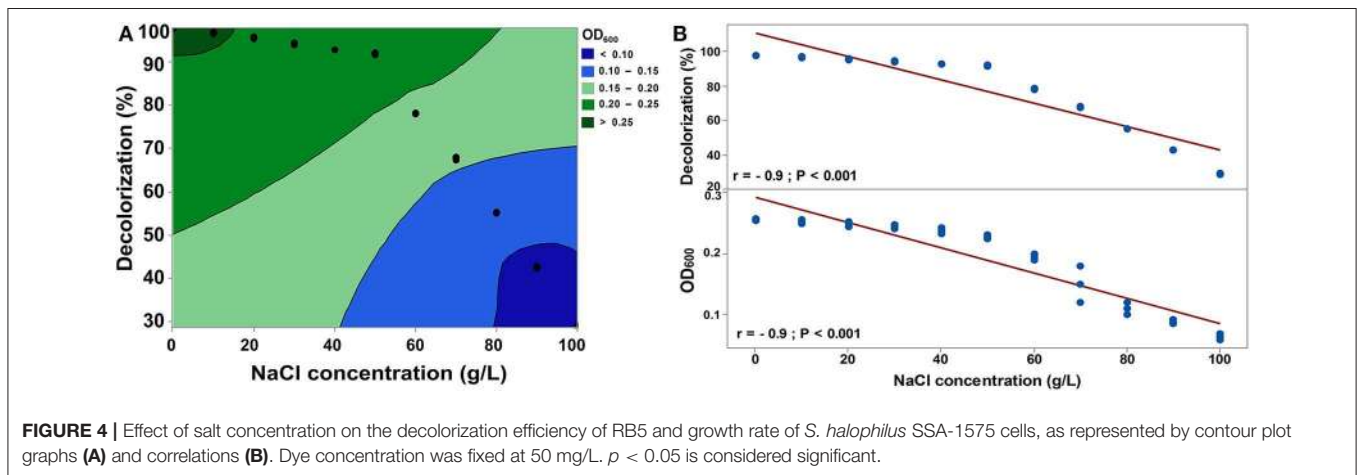 A
Decolorization (%)
100
90
80
70
60
50
40
30
0 20 40 60 80 100
NaCl concentration (g/L)
OD600
< 0.10
0.10 – 0.15
0.15 – 0.20
0.20 – 0.25
> 0.25
B
Decolorization (%)
100
80
60
40
20
r = - 0.9 ; P < 0.001
OD600
0.3
0.2
0.1
r = - 0.9 ; P < 0.001
0 20 40 60 80 100
NaCl concentration (g/L)
FIGURE 4 | Effect of salt concentration on the decolorization efficiency of RB5 and growth rate of S. halophilus SSA-1575 cells, as represented by contour plot
graphs (A) and correlations (B). Dye concentration was fixed at 50 mg/L. p < 0.05 is considered significant.